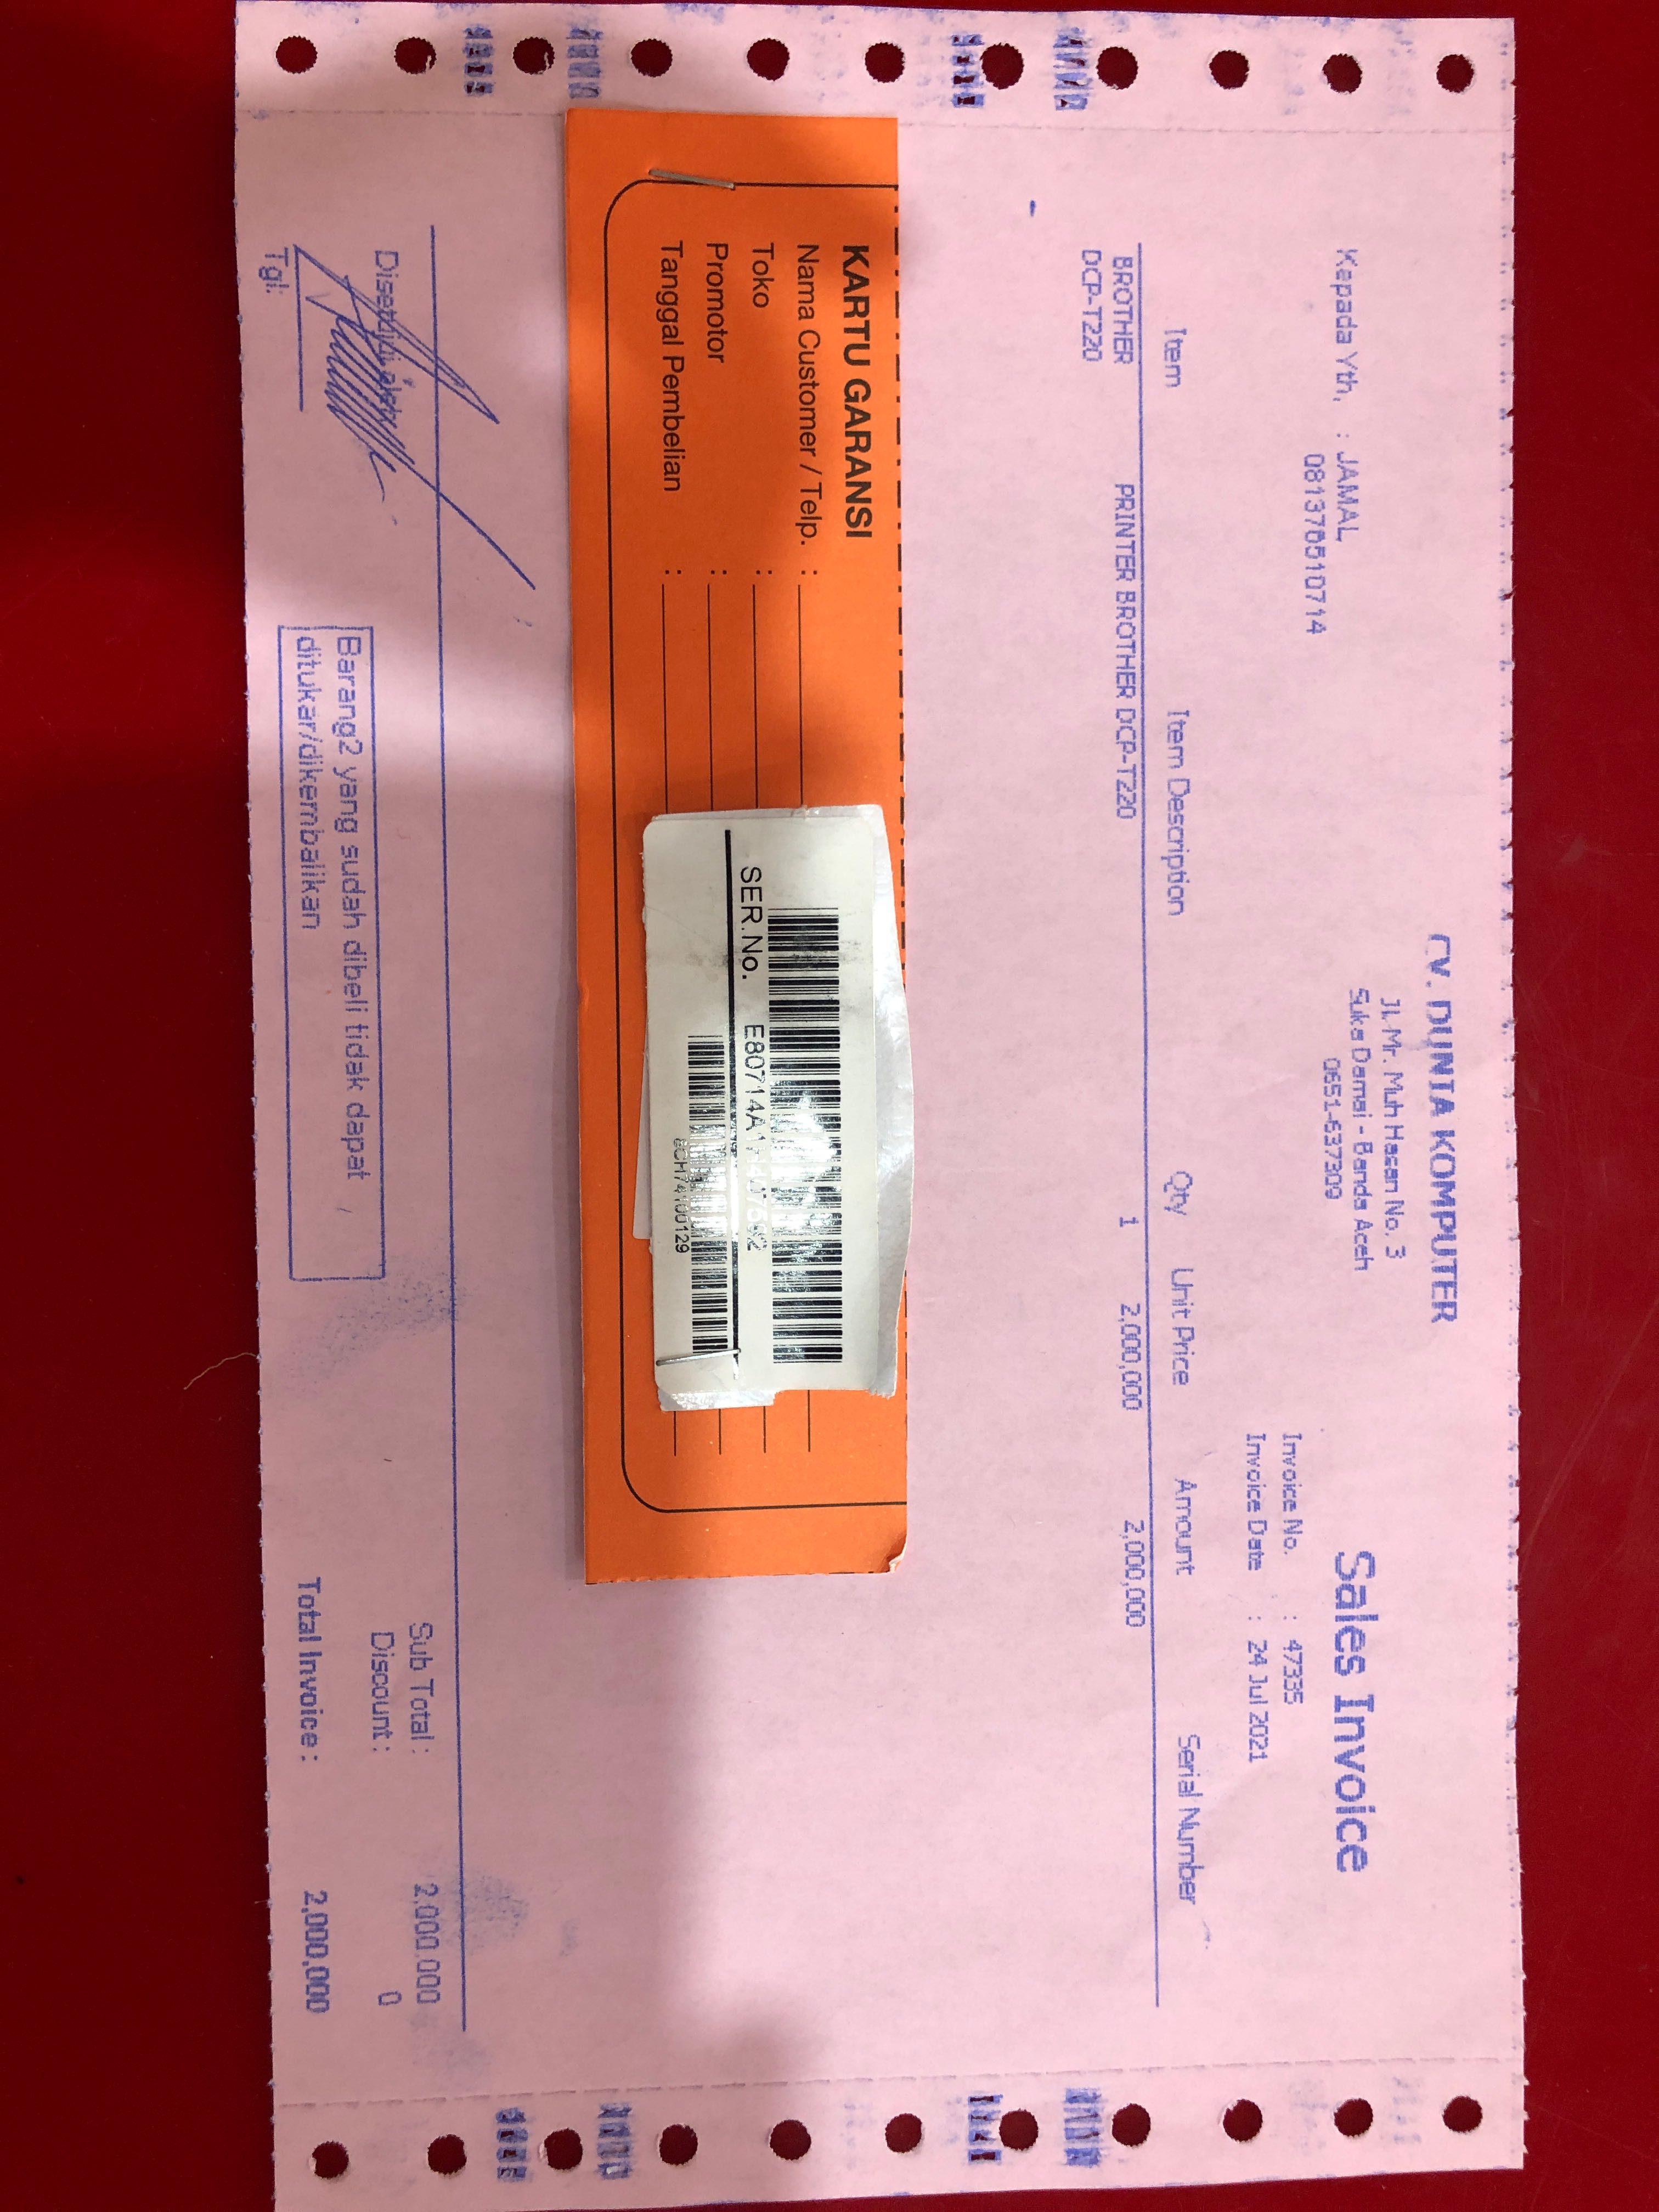 CV. DUNIA KOMPUTER
Jl. Mr. Muh Hasan No. 3
Suka Damai - Banda Aceh
0651-637309
Sales Invoice
Kepada Yth, : JAMAL
081376510714
Invoice No. : 47335
Invoice Date : 24 Jul 2021
Item Item Description Qty Unit Price Amount Serial Number
BROTHER PRINTER BROTHER DCP-T220 1 2,000,000 2,000,000
DCP-T220
KARTU GARANSI
Nama Customer / Telp. :
Toko :
Promotor :
Tanggal Pembelian :
SER.No.
Disetujui oleh
Tgl:
Barang2 yang sudah dibeli tidak dapat
ditukar/dikembalikan
Sub Total : 2,000,000
Discount : 0
Total Invoice : 2,000,000